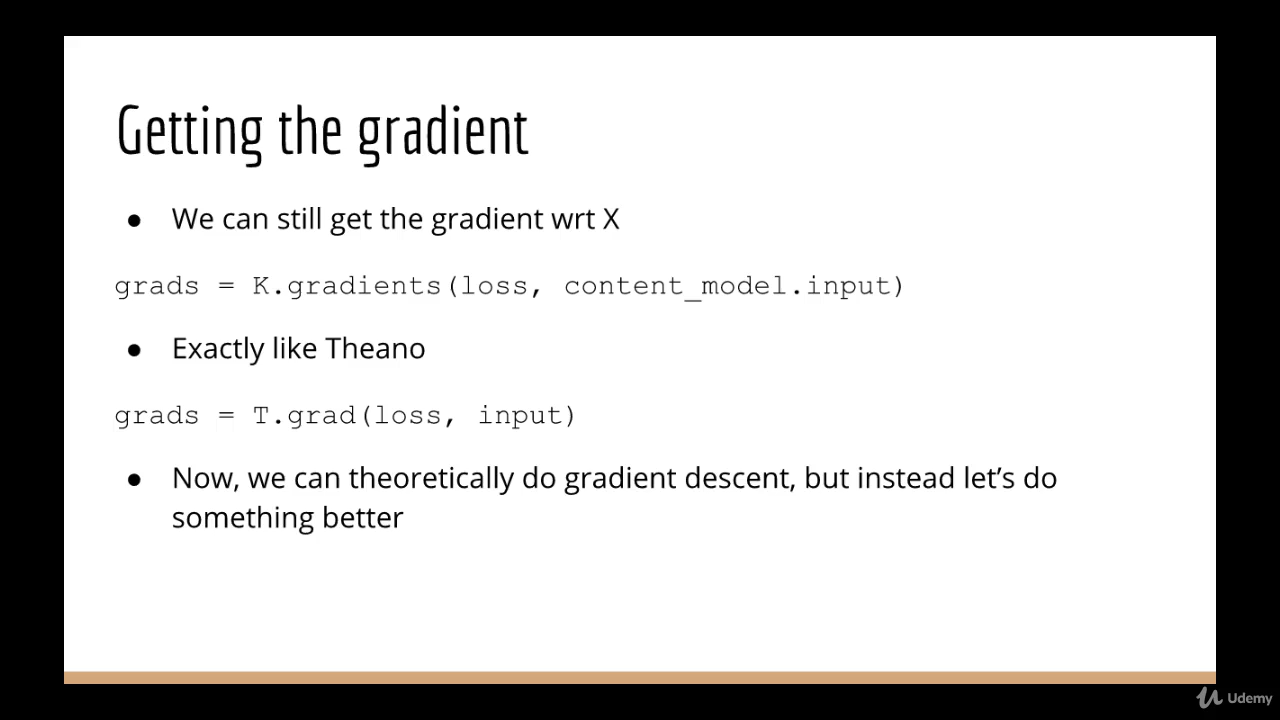 Getting the gradient
● We can still get the gradient wrt X
grads = K.gradients(loss, content_model.input)
● Exactly like Theano
grads = T.grad(loss, input)
● Now, we can theoretically do gradient descent, but instead let’s do
something better
Udemy